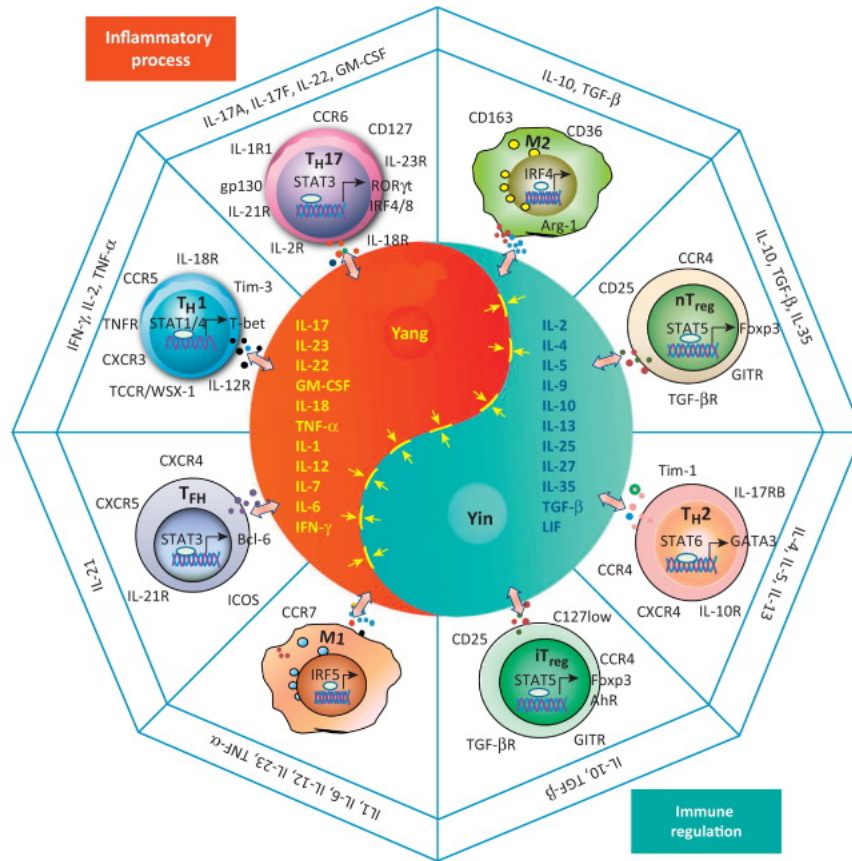 Inflammatory
process
IL-17A, IL-17F, IL-22, GM-CSF
IL-10, TGF-β
CCR6
CD127
IL-1R1
IL-23R
TH17
STAT3
gp130
RORγt
IRF4/8
IL-21R
IL-2R
IL-18R
CD163
CD36
M2
IRF4
Arg-1
IFN-γ, IL-2, TNF-α
IL-18R
CCR5
Tim-3
TH1
TNFR
STAT1/4
T-bet
CXCR3
IL-12R
TCCR/WSX-1
IL-10, TGF-β, IL-35
CCR4
CD25
nTreg
STAT5
Foxp3
GITR
TGF-βR
Yang
IL-17
IL-23
IL-22
GM-CSF
IL-18
TNF-α
IL-1
IL-12
IL-7
IL-6
IFN-γ
IL-2
IL-4
IL-5
IL-9
IL-10
IL-13
IL-25
IL-27
IL-35
TGF-β
LIF
Yin
CXCR4
CXCR5
TFH
STAT3
Bcl-6
IL-21R
ICOS
IL-21
Tim-1
IL-17RB
TH2
STAT6
GATA3
CCR4
CXCR4
IL-10R
IL-4, IL-5, IL-13
CCR7
M1
IRF5
IL1, IL-6, IL-12, IL-23, TNF-α
C127low
CD25
iTreg
CCR4
STAT5
Foxp3
AhR
TGF-βR
GITR
IL-10, TGF-β
Immune
regulation